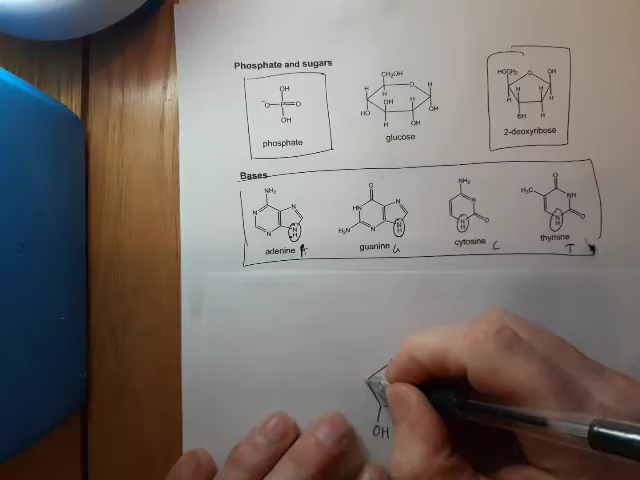 Phosphate and sugars
OH
⁻O P O
OH
phosphate
CH₂OH
O
H H
OH H
HO OH
H OH
glucose
HOCH₂ O OH
H H
H H
OH H
2-deoxyribose
Bases
NH₂
N N
N N
H
adenine A
O
HN N
H₂N N N
H
guanine G
NH₂
N
N O
H
cytosine C
O
H₃C NH
N O
H
thymine T
OH